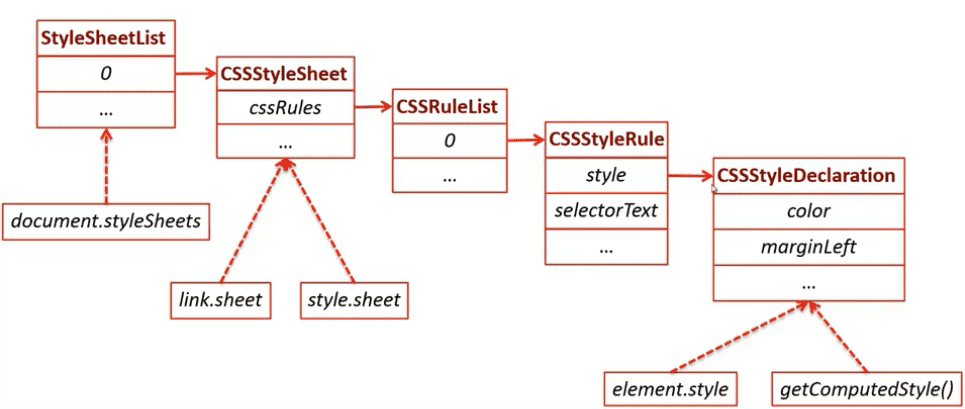 StyleSheetList
0
...
document.styleSheets
CSSStyleSheet
cssRules
...
link.sheet
style.sheet
CSSRuleList
0
...
CSSStyleRule
style
selectorText
...
CSSStyleDeclaration
color
marginLeft
...
element.style
getComputedStyle()